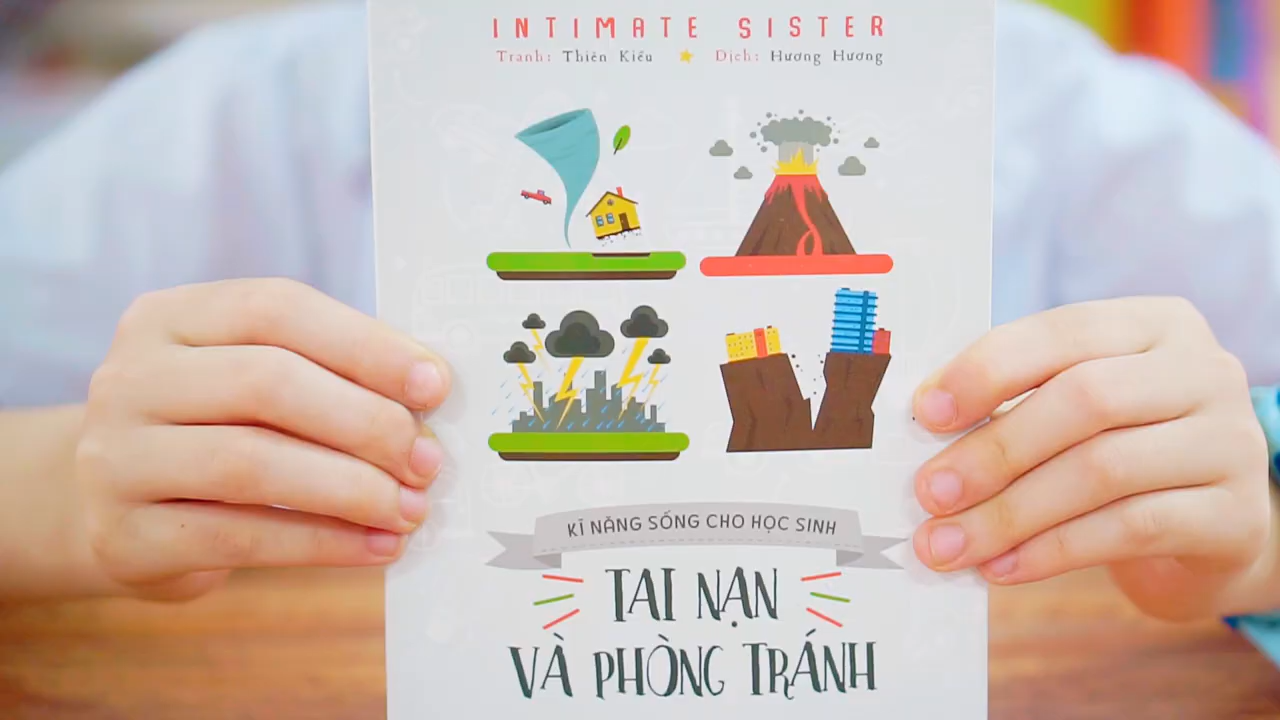 INTIMATE SISTER
Tranh: Thiên Kiều ★ Dịch: Hương Hương
KĨ NĂNG SỐNG CHO HỌC SINH
TAI NẠN
VÀ PHÒNG TRÁNH